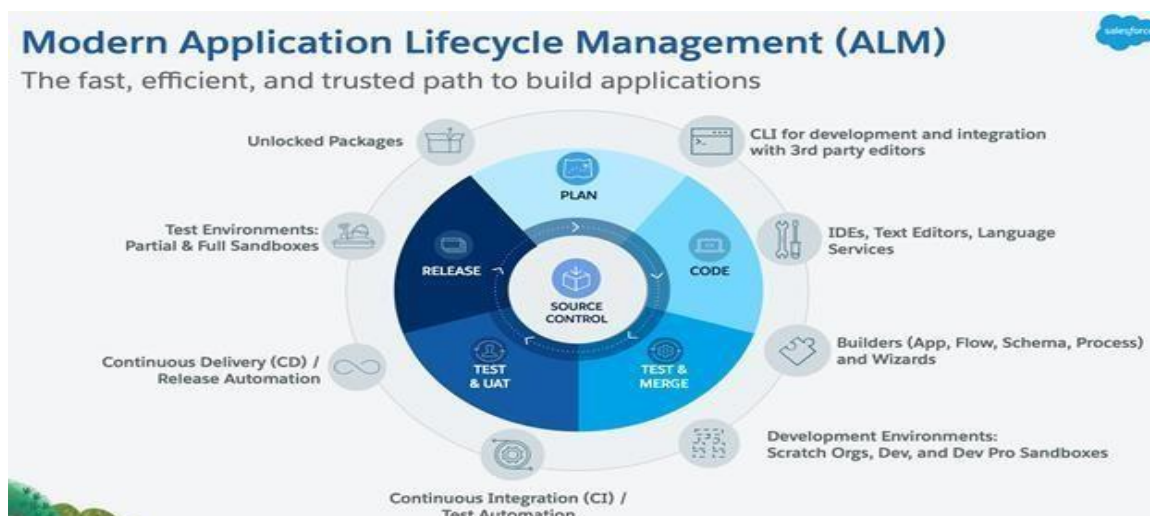 Modern Application Lifecycle Management (ALM)
salesforce
The fast, efficient, and trusted path to build applications
Unlocked Packages
CLI for development and integration
with 3rd party editors
PLAN
Test Environments:
Partial & Full Sandboxes
IDEs, Text Editors, Language
Services
RELEASE
CODE
SOURCE
CONTROL
Builders (App, Flow, Schema, Process)
and Wizards
Continuous Delivery (CD) /
Release Automation
TEST
& UAT
TEST &
MERGE
Development Environments:
Scratch Orgs, Dev, and Dev Pro Sandboxes
Continuous Integration (CI) /
Test Automation